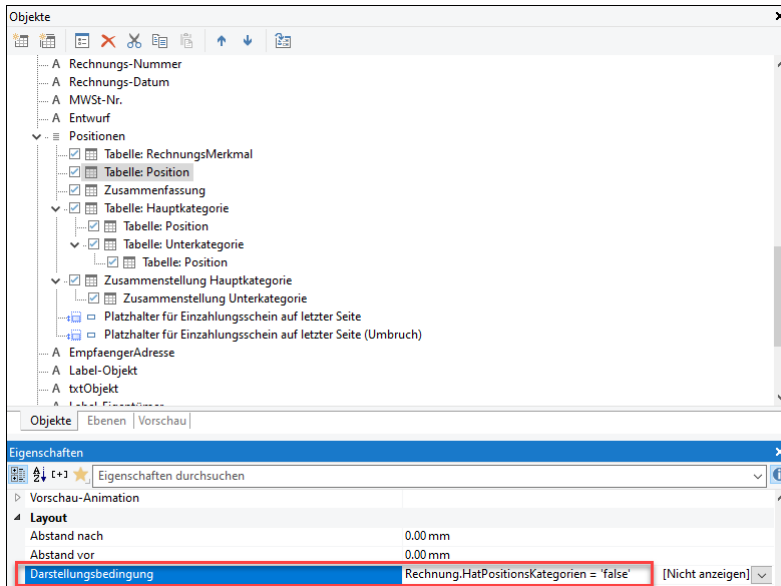 Objekte
A Rechnungs-Nummer
A Rechnungs-Datum
A MWSt-Nr.
A Entwurf
Positionen
Tabelle: RechnungsMerkmal
Tabelle: Position
Zusammenfassung
Tabelle: Hauptkategorie
Tabelle: Position
Tabelle: Unterkategorie
Tabelle: Position
Zusammenstellung Hauptkategorie
Zusammenstellung Unterkategorie
Platzhalter für Einzahlungsschein auf letzter Seite
Platzhalter für Einzahlungsschein auf letzter Seite (Umbruch)
A EmpfaengerAdresse
A Label-Objekt
A txtObjekt
Objekte Ebenen Vorschau
Eigenschaften
Eigenschaften durchsuchen
Vorschau-Animation
Layout
Abstand nach 0.00 mm
Abstand vor 0.00 mm
Darstellungsbedingung Rechnung.HatPositionsKategorien = 'false' [Nicht anzeigen]